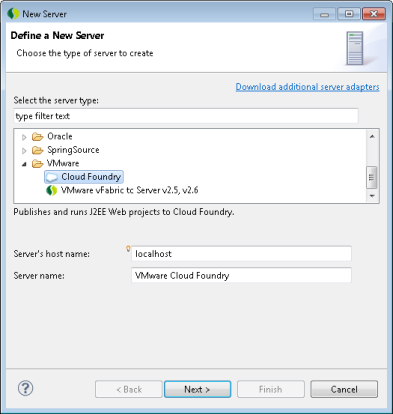 New Server
Define a New Server
Choose the type of server to create
Download additional server adapters
Select the server type:
type filter text
Oracle
SpringSource
VMware
Cloud Foundry
VMware vFabric tc Server v2.5, v2.6
Publishes and runs J2EE Web projects to Cloud Foundry.
Server's host name: localhost
Server name: VMware Cloud Foundry
? < Back Next > Finish Cancel